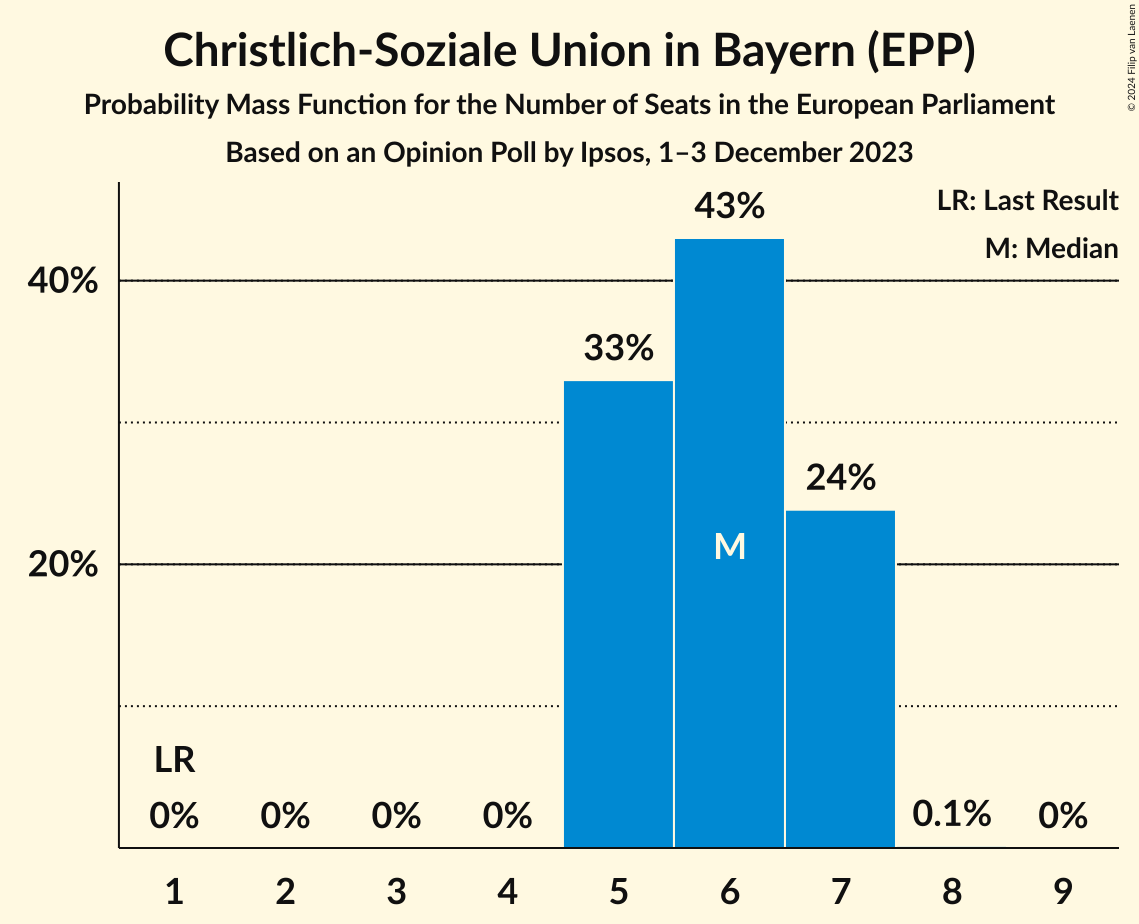 Christlich-Soziale Union in Bayern (EPP)
Probability Mass Function for the Number of Seats in the European Parliament
Based on an Opinion Poll by Ipsos, 1–3 December 2023
© 2024 Filip van Laenen
LR: Last Result
M: Median
43%
40%
33%
24%
M
20%
LR
0% 0% 0% 0% 0.1% 0%
1 2 3 4 5 6 7 8 9